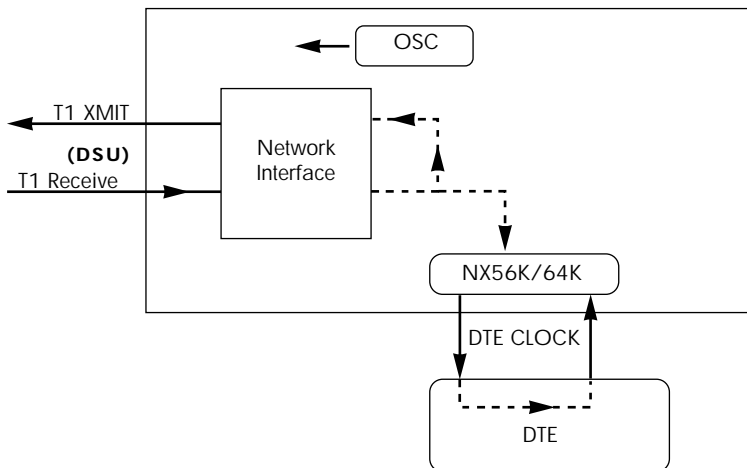 OSC
T1 XMIT
(DSU)
T1 Receive
Network
Interface
NX56K/64K
DTE CLOCK
DTE